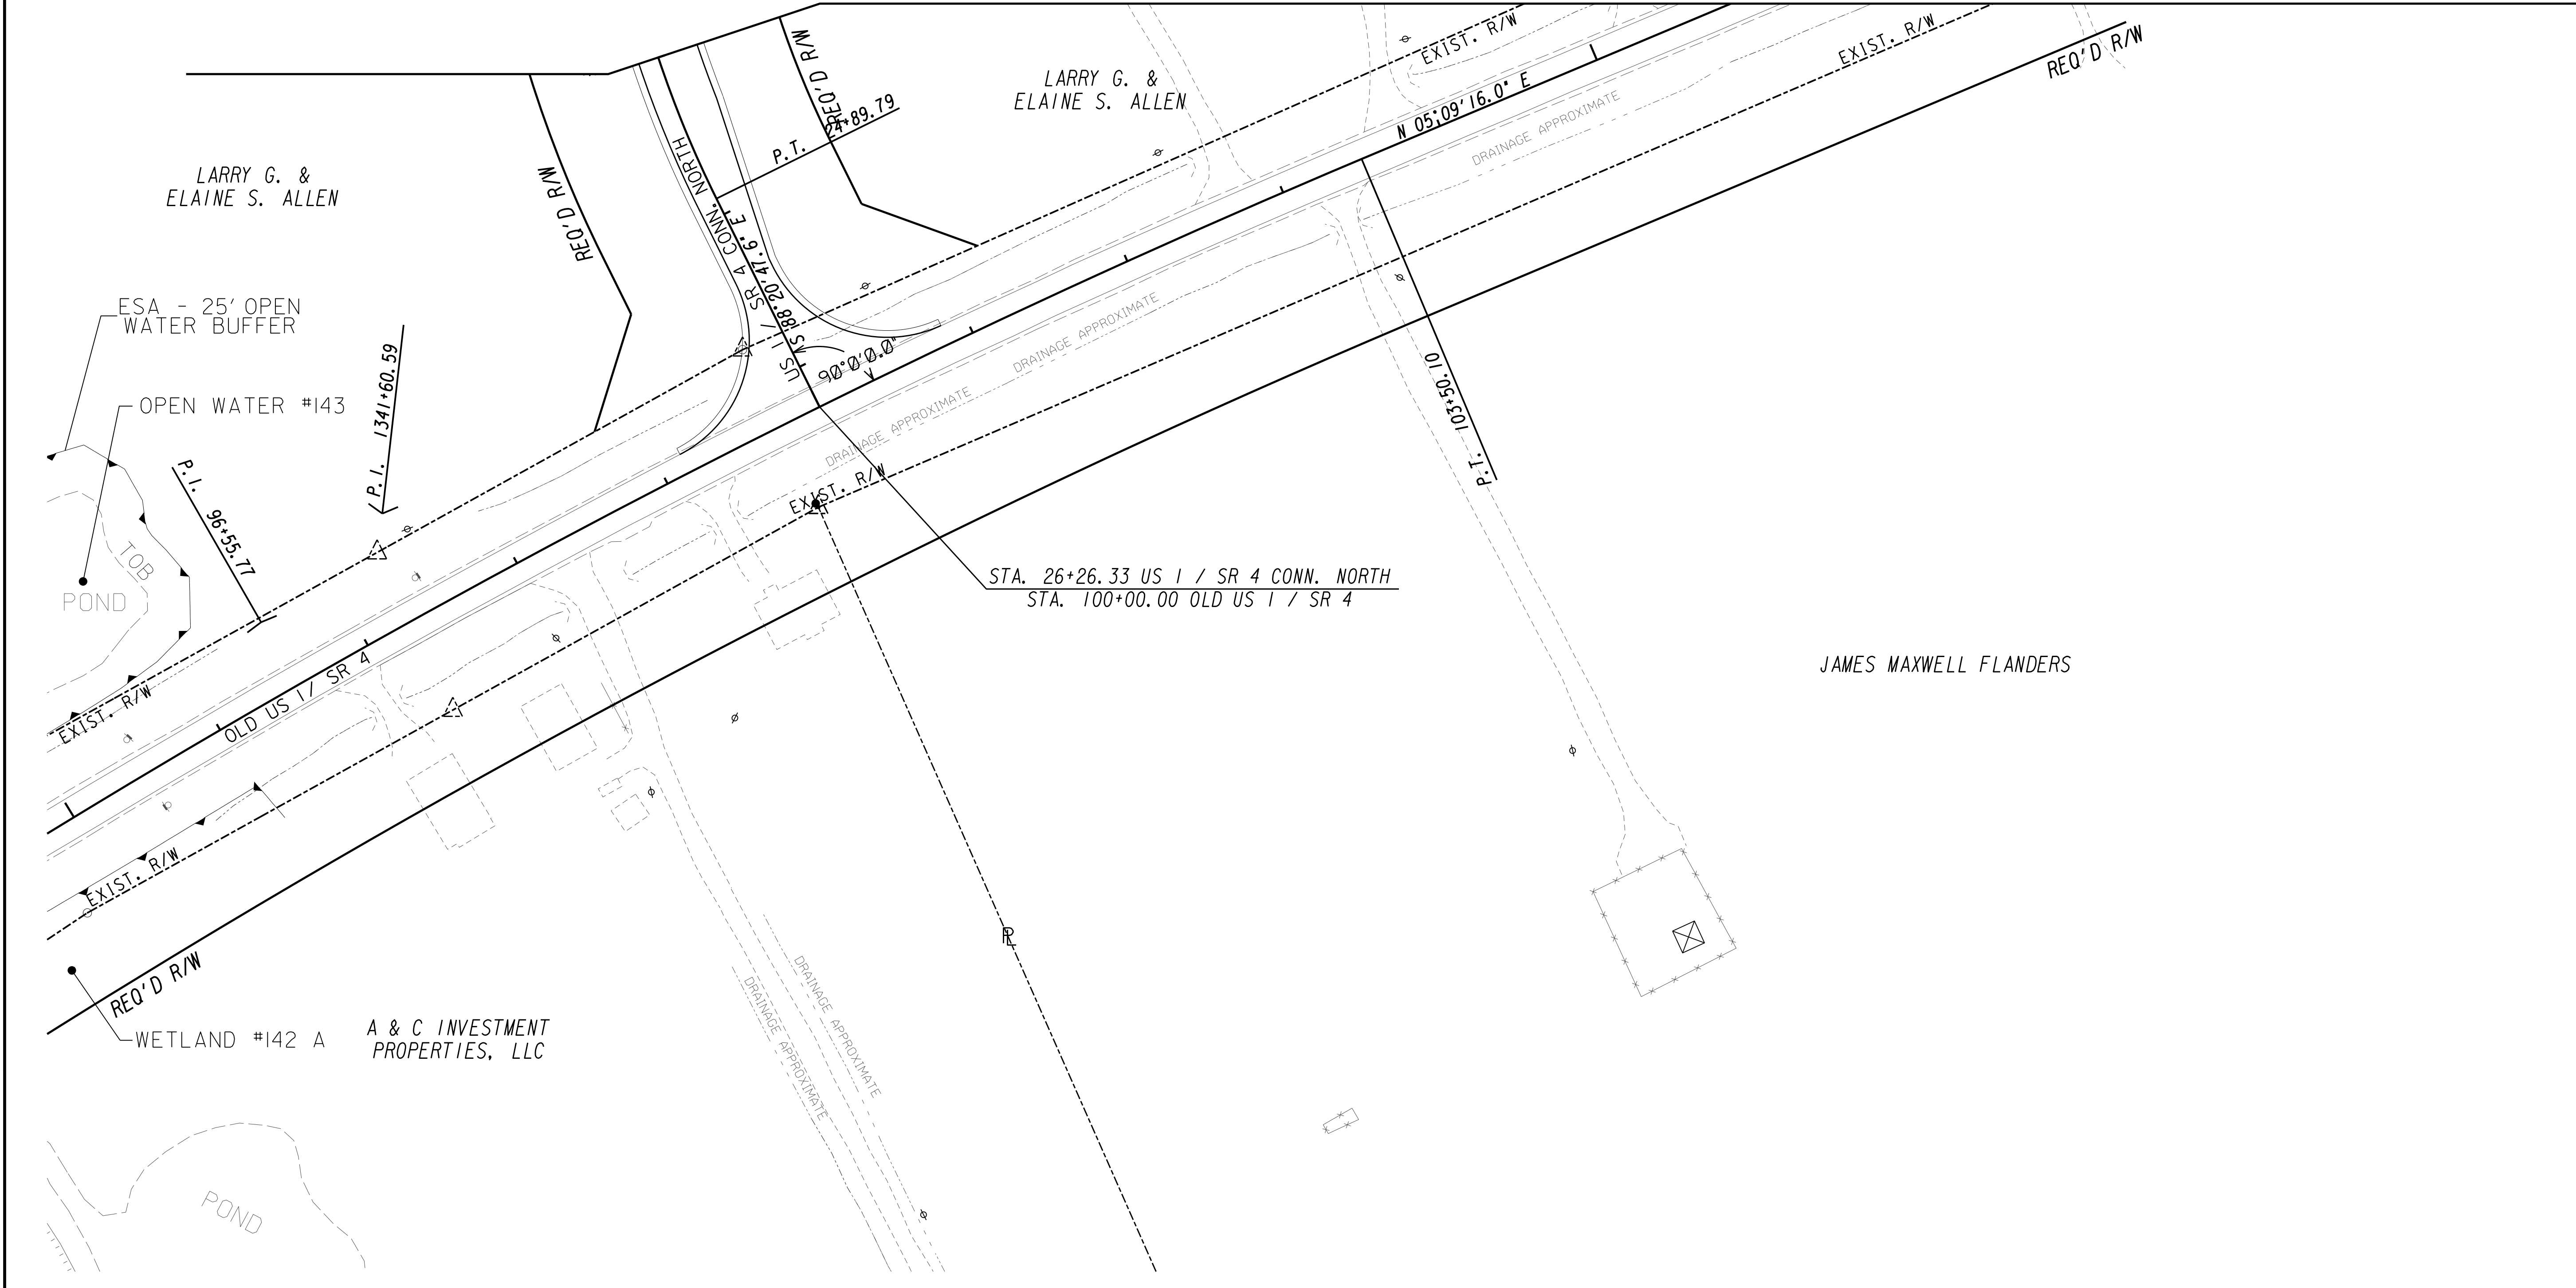 EXIST. R/W
EXIST. R/W
REQ'D R/W
REQ'D R/W
LARRY G. &
ELAINE S. ALLEN
24+89.79
P.T.
N 05;09'16.0" E
DRAINAGE APPROXIMATE
LARRY G. &
ELAINE S. ALLEN
REQ'D R/W
REQ'D R/W
US 1 / SR 4 CONN. NORTH
S 88°20'47.6" E
90°0'0.0"
DRAINAGE APPROXIMATE
DRAINAGE APPROXIMATE
ESA - 25' OPEN
WATER BUFFER
OPEN WATER #143
P.I. 1341+60.59
P.I. 96+55.77
P.T. 103+50.10
EXIST. R/W
TOB
POND
STA. 26+26.33 US 1 / SR 4 CONN. NORTH
STA. 100+00.00 OLD US 1 / SR 4
JAMES MAXWELL FLANDERS
EXIST. R/W
OLD US 1/ SR 4
EXIST. R/W
REQ'D R/W
PL
WETLAND #142 A
A & C INVESTMENT
PROPERTIES, LLC
DRAINAGE APPROXIMATE
DRAINAGE APPROXIMATE
POND